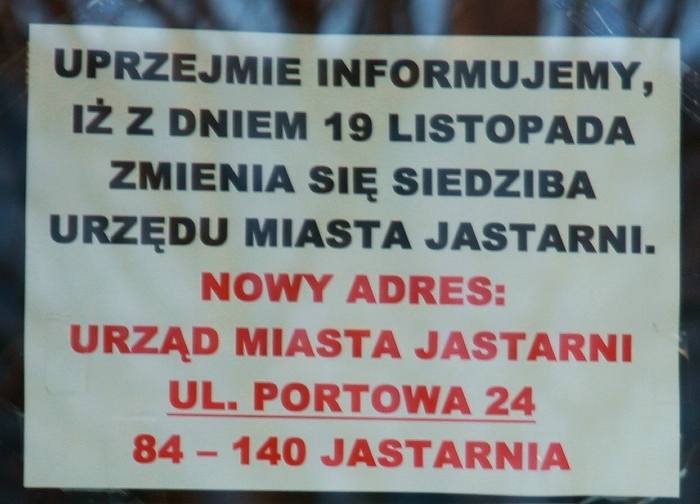 UPRZEJMIE INFORMUJEMY,
IŻ Z DNIEM 19 LISTOPADA
ZMIENIA SIĘ SIEDZIBA
URZĘDU MIASTA JASTARNI.
NOWY ADRES:
URZĄD MIASTA JASTARNI
UL. PORTOWA 24
84 – 140 JASTARNIA